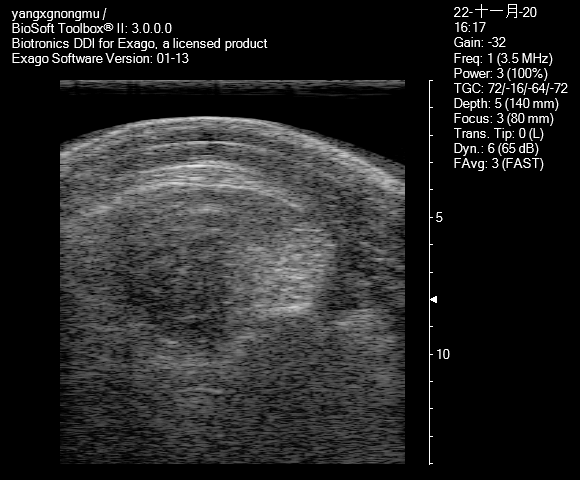 yangxgnongmu /
BioSoft Toolbox® II: 3.0.0.0
Biotronics DDI for Exago, a licensed product
Exago Software Version: 01-13
22-十一月-20
16:17
Gain: -32
Freq: 1 (3.5 MHz)
Power: 3 (100%)
TGC: 72/-16/-64/-72
Depth: 5 (140 mm)
Focus: 3 (80 mm)
Trans. Tip: 0 (L)
Dyn.: 6 (65 dB)
FAvg: 3 (FAST)
5
10